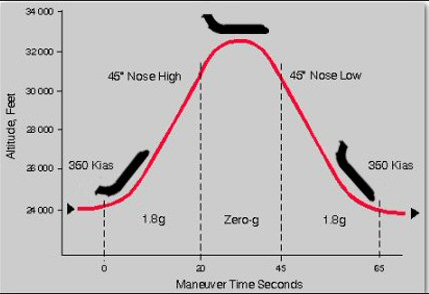 34 000
32 000
45° Nose High
45° Nose Low
30 000
Altitude, Feet
28 000
26 000
350 Kias
350 Kias
24 000
1.8g
Zero-g
1.8g
0
20
45
65
Maneuver Time Seconds